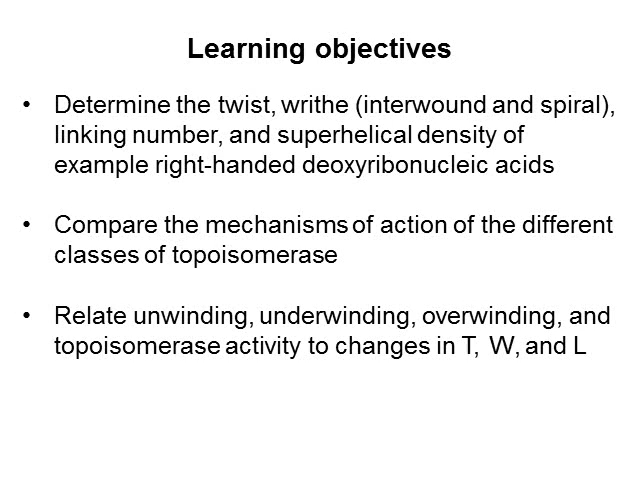 Learning objectives
• Determine the twist, writhe (interwound and spiral),
linking number, and superhelical density of
example right-handed deoxyribonucleic acids
• Compare the mechanisms of action of the different
classes of topoisomerase
• Relate unwinding, underwinding, overwinding, and
topoisomerase activity to changes in T, W, and L